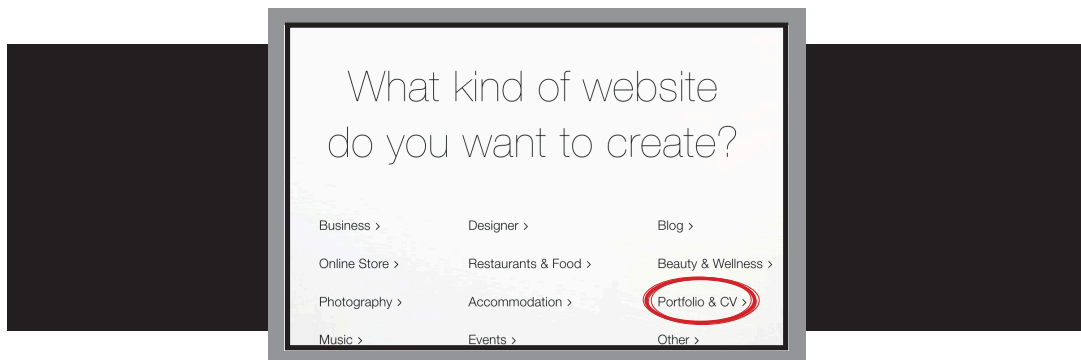 What kind of website
do you want to create?
Business >
Designer >
Blog >
Online Store >
Restaurants & Food >
Beauty & Wellness >
Photography >
Accommodation >
Portfolio & CV >
Music >
Events >
Other >